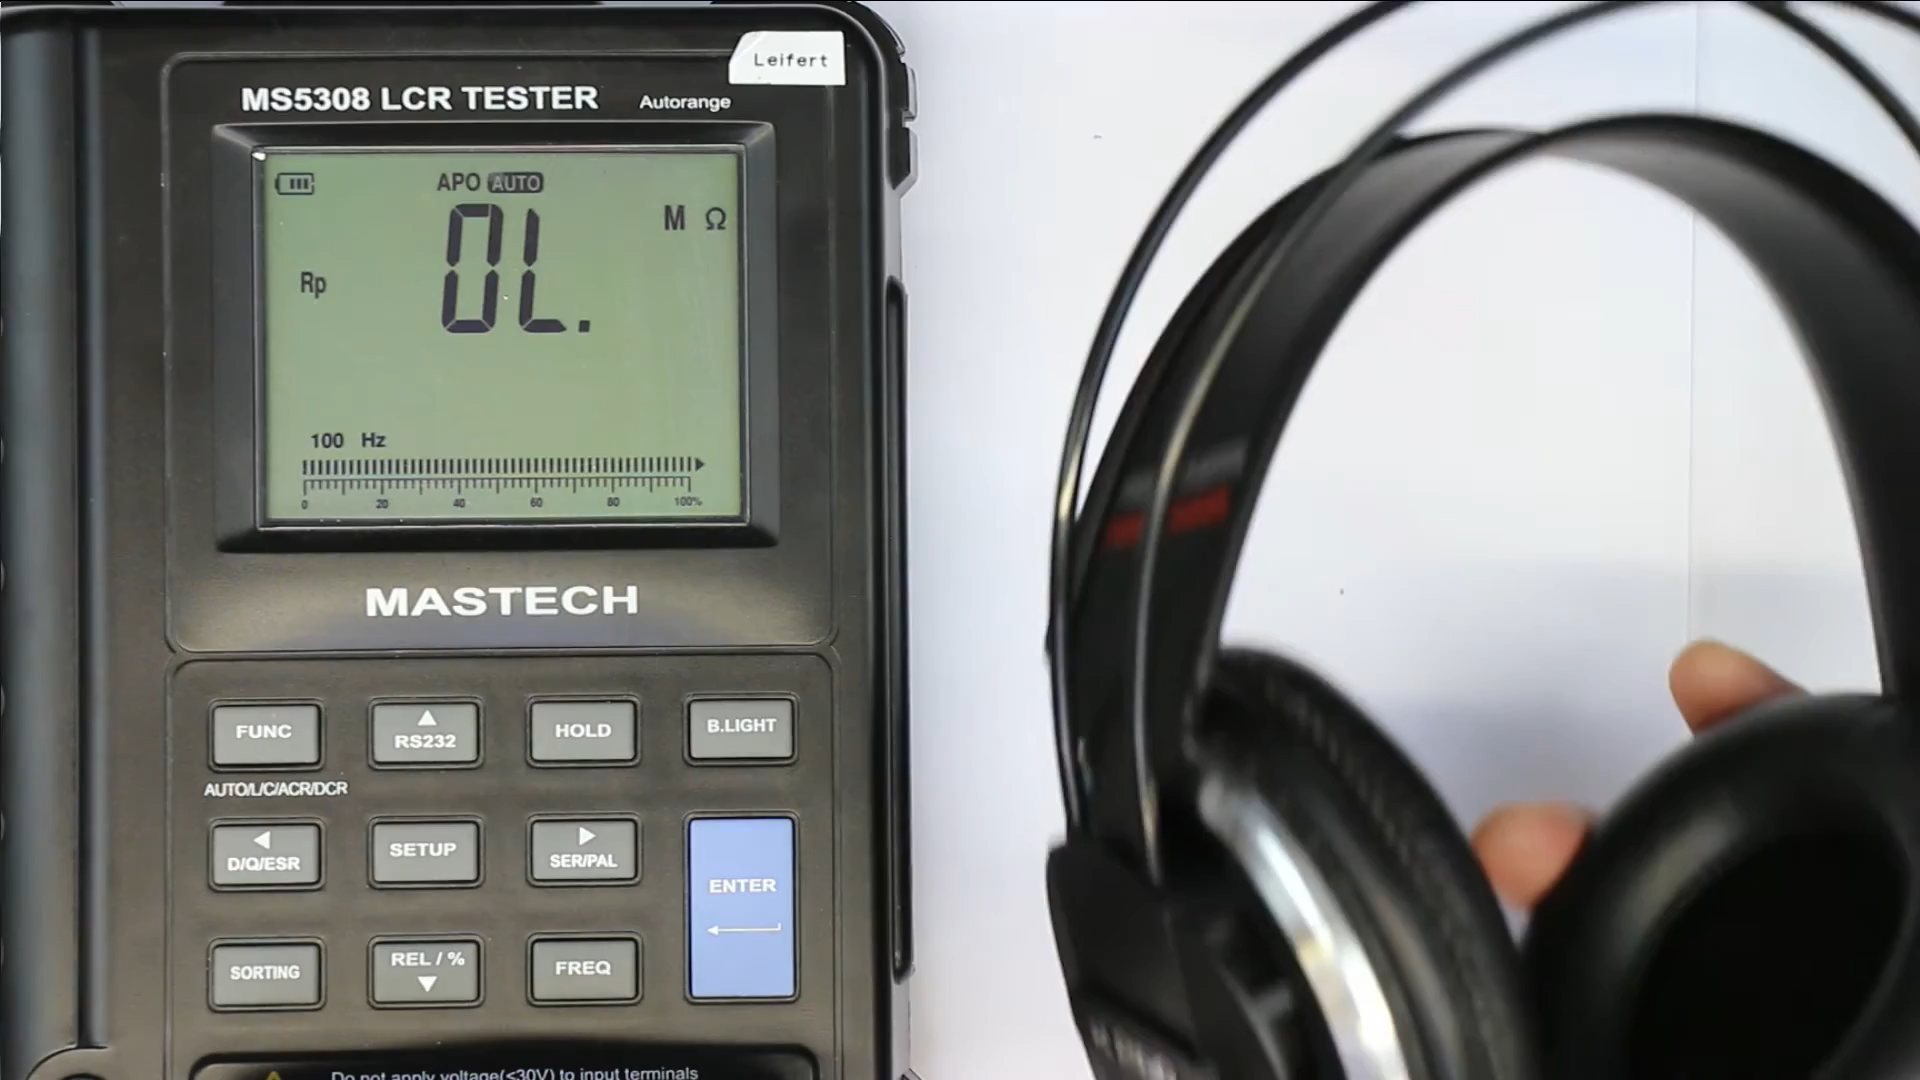 Leifert
MS5308 LCR TESTER Autorange
APO AUTO
OL. M Ω
Rp
100 Hz
0 20 40 60 80 100%
MASTECH
FUNC ▲ RS232 HOLD B.LIGHT
AUTO/L/C/ACR/DCR
◀ D/Q/ESR SETUP ▶ SER/PAL ENTER
SORTING REL / % ▼ FREQ
Do not apply voltage(≤30V) to input terminals